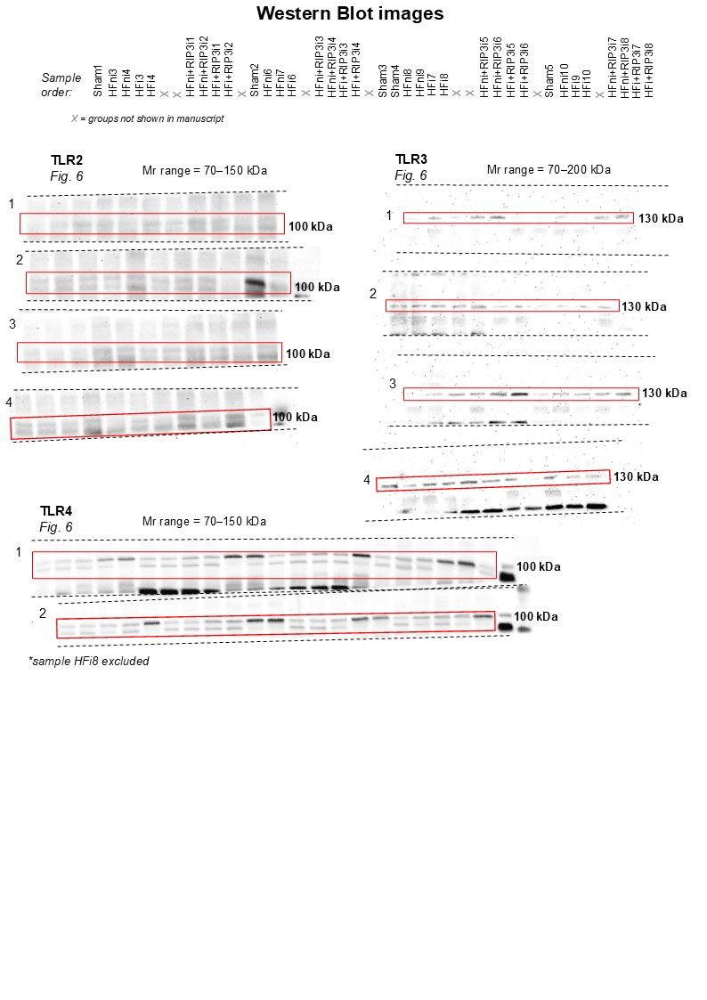 Western Blot images
Sample order:
Sham1
HFni3
HFni4
HFi3
HFi4
X
X
HFni+RIP3i1
HFni+RIP3i2
HFi+RIP3i1
HFi+RIP3i2
X
Sham2
HFni6
HFni7
HFi6
X
HFni+RIP3i3
HFni+RIP3i4
HFi+RIP3i3
HFi+RIP3i4
X
Sham3
Sham4
HFni8
HFni9
HFi7
HFi8
X
X
HFni+RIP3i5
HFni+RIP3i6
HFi+RIP3i5
HFi+RIP3i6
X
Sham5
HFni10
HFi9
HFi10
X
HFni+RIP3i7
HFni+RIP3i8
HFi+RIP3i7
HFi+RIP3i8
X = groups not shown in manuscript
TLR2
Fig. 6
Mr range = 70–150 kDa
1
100 kDa
2
100 kDa
3
100 kDa
4
100 kDa
TLR3
Fig. 6
Mr range = 70–200 kDa
1
130 kDa
2
130 kDa
3
130 kDa
4
130 kDa
TLR4
Fig. 6
Mr range = 70–150 kDa
1
100 kDa
2
100 kDa
*sample HFi8 excluded